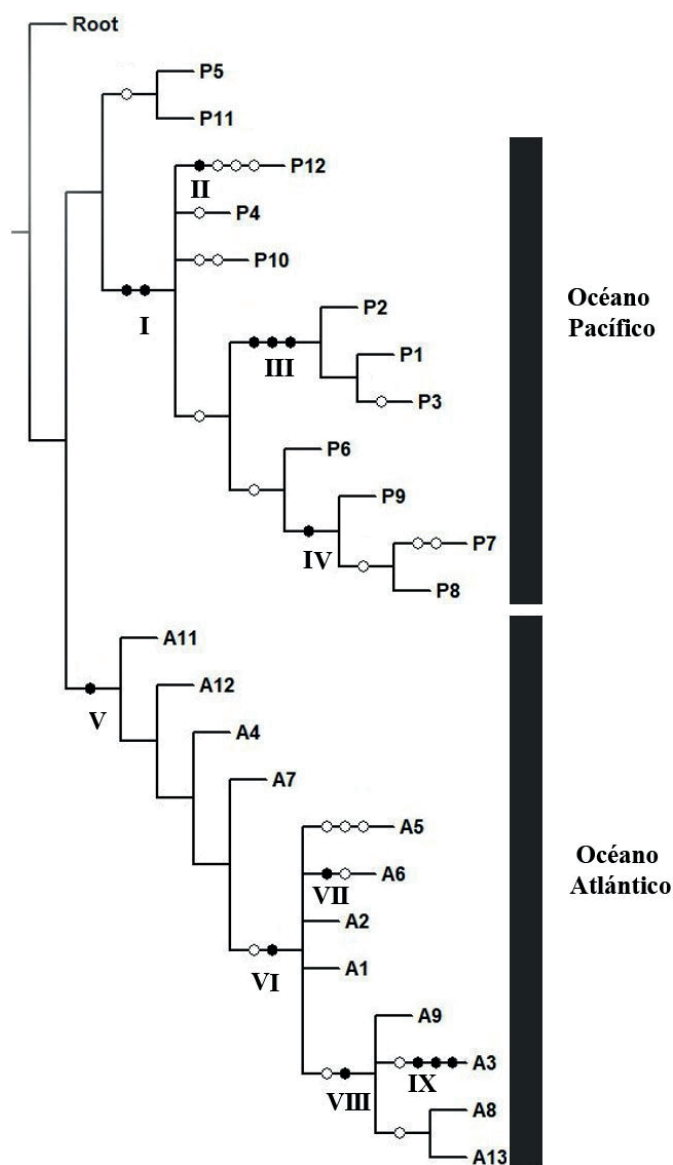 Root
P5
P11
P12
II
P4
P10
I
P2
Océano
Pacífico
III
P1
P3
P6
P9
IV
P7
P8
A11
A12
V
A4
A7
A5
Océano
Atlántico
VII
A6
A2
VI
A1
A9
A3
IX
VIII
A8
A13